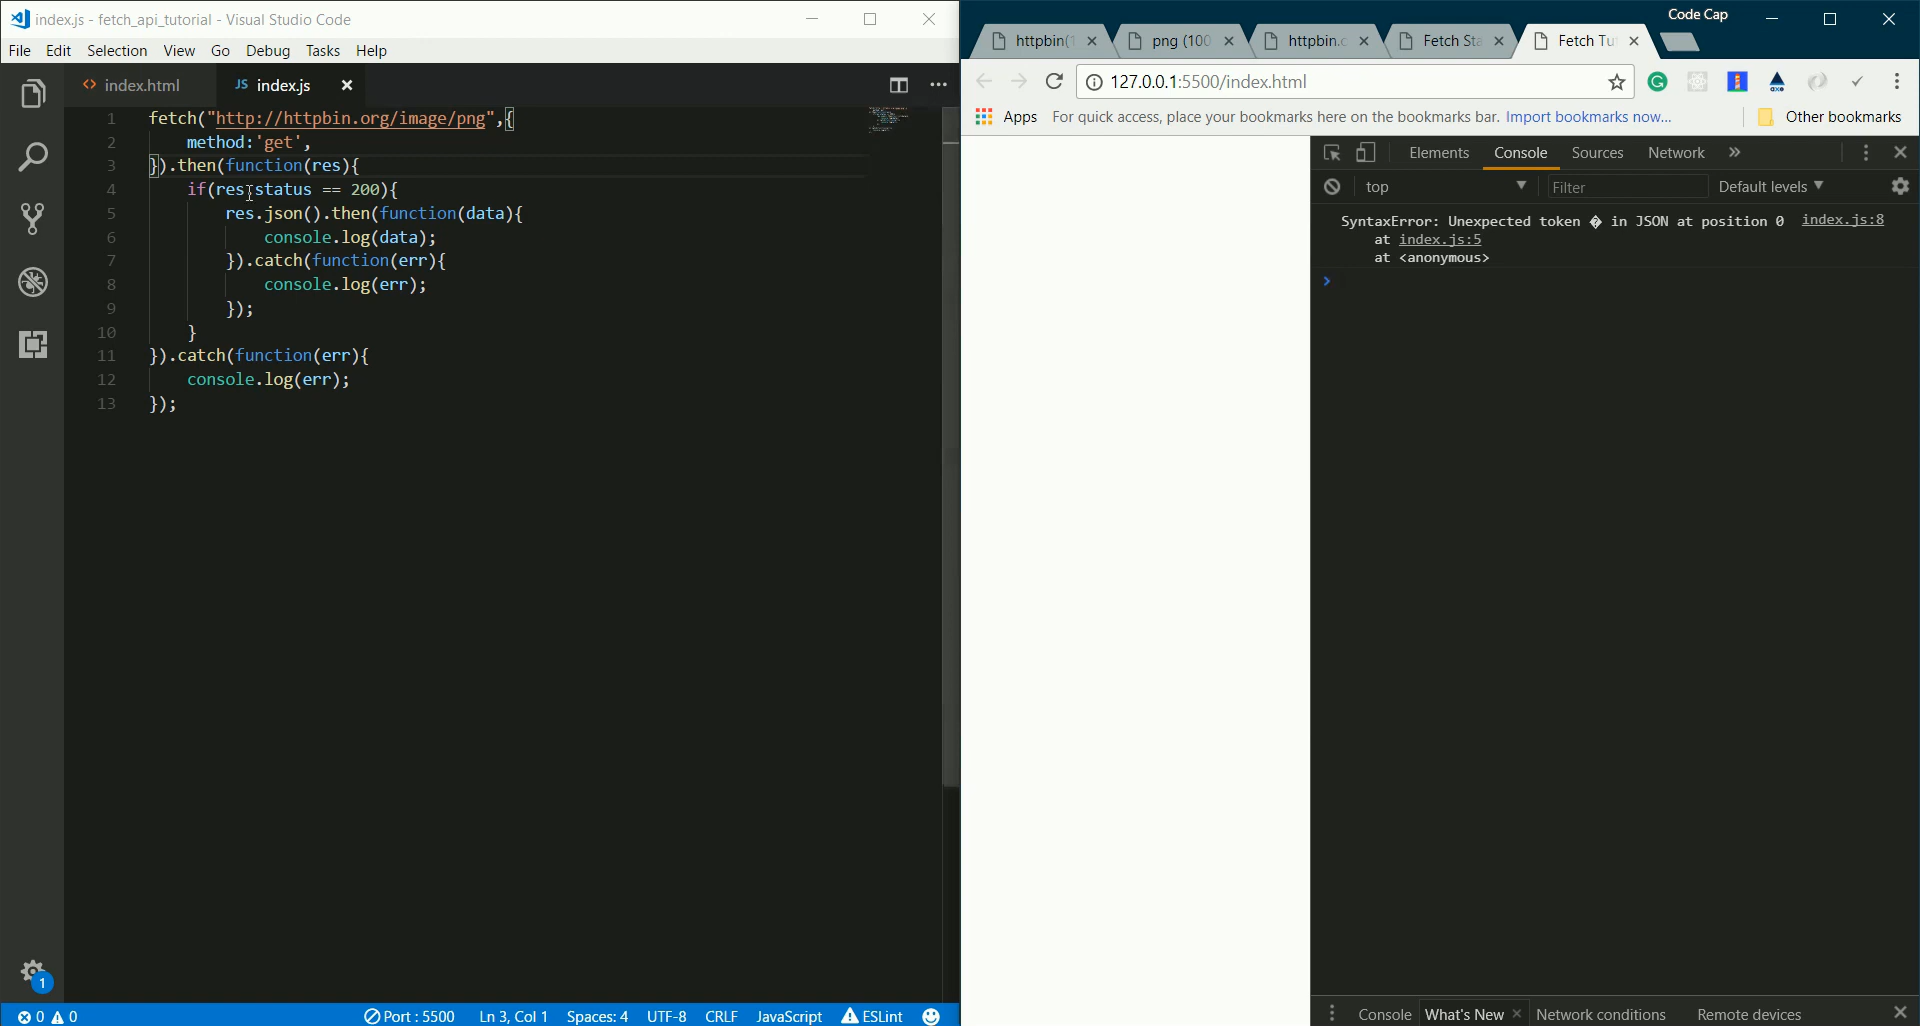 index.js - fetch_api_tutorial - Visual Studio Code
File Edit Selection View Go Debug Tasks Help
<> index.html JS index.js
1 fetch("http://httpbin.org/image/png",{
2 method:'get',
3 }).then(function(res){
4 if(res.status == 200){
5 res.json().then(function(data){
6 console.log(data);
7 }).catch(function(err){
8 console.log(err);
9 });
10 }
11 }).catch(function(err){
12 console.log(err);
13 });
1
0 0 Port : 5500 Ln 3, Col 1 Spaces: 4 UTF-8 CRLF JavaScript ESLint
Code Cap
httpbin(1 png (100 httpbin.c Fetch Sta Fetch Tut
127.0.0.1:5500/index.html
Apps For quick access, place your bookmarks here on the bookmarks bar. Import bookmarks now... Other bookmarks
Elements Console Sources Network »
top Filter Default levels
SyntaxError: Unexpected token � in JSON at position 0 index.js:8
at index.js:5
at <anonymous>
>
Console What's New Network conditions Remote devices